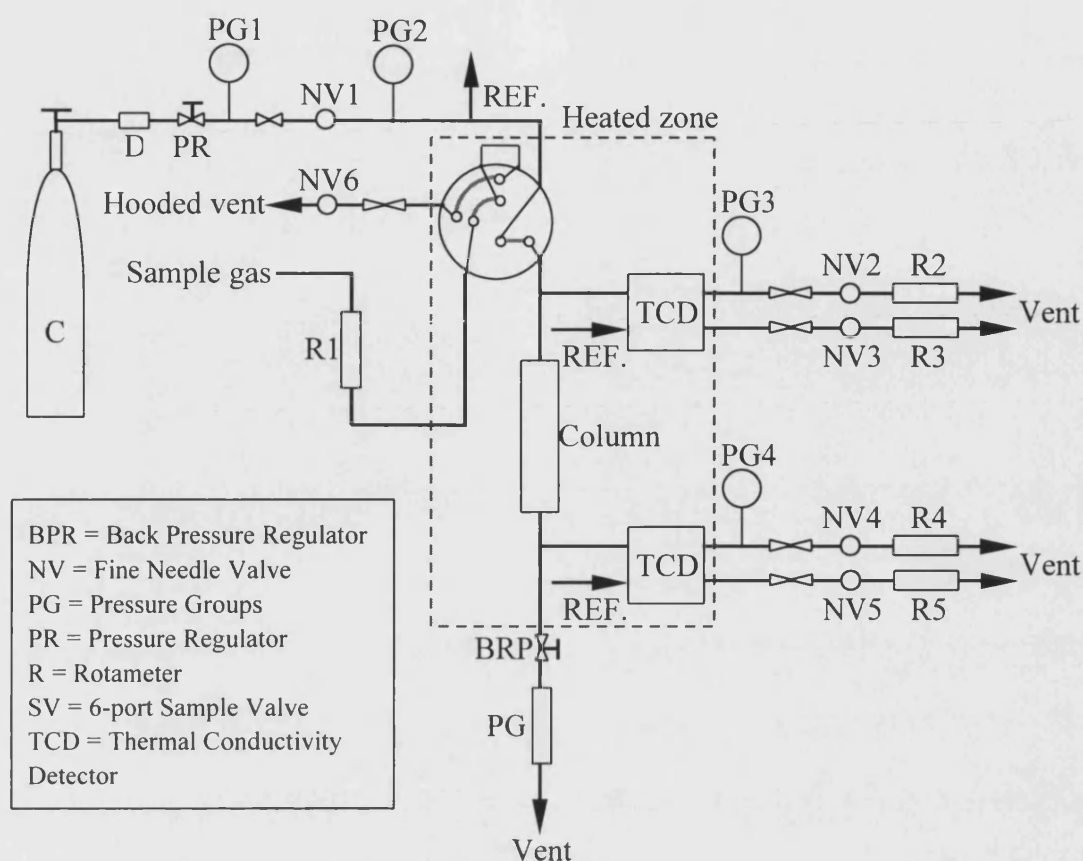 PG1
PG2
NV1
REF.
D
PR
Heated zone
NV6
Hooded vent
PG3
Sample gas
NV2
R2
TCD
Vent
C
R1
REF.
NV3
R3
Column
PG4
NV4
R4
BPR = Back Pressure Regulator
NV = Fine Needle Valve
PG = Pressure Groups
PR = Pressure Regulator
R = Rotameter
SV = 6-port Sample Valve
TCD = Thermal Conductivity
Detector
TCD
Vent
REF.
NV5
R5
BRP
PG
Vent